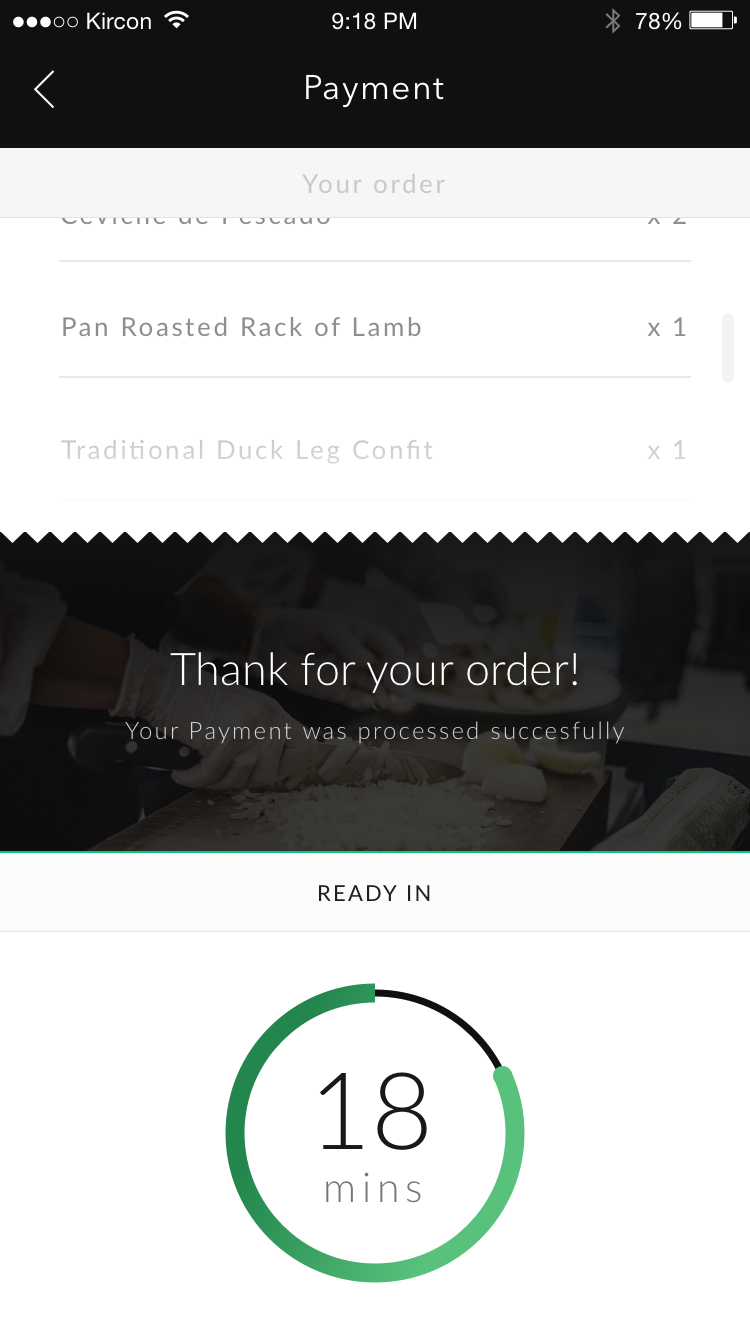 Kircon 9:18 PM 78%
Payment
Your order
Ceviche de Pescado x 2
Pan Roasted Rack of Lamb x 1
Traditional Duck Leg Confit x 1
Thank for your order!
Your Payment was processed succesfully
READY IN
18
mins